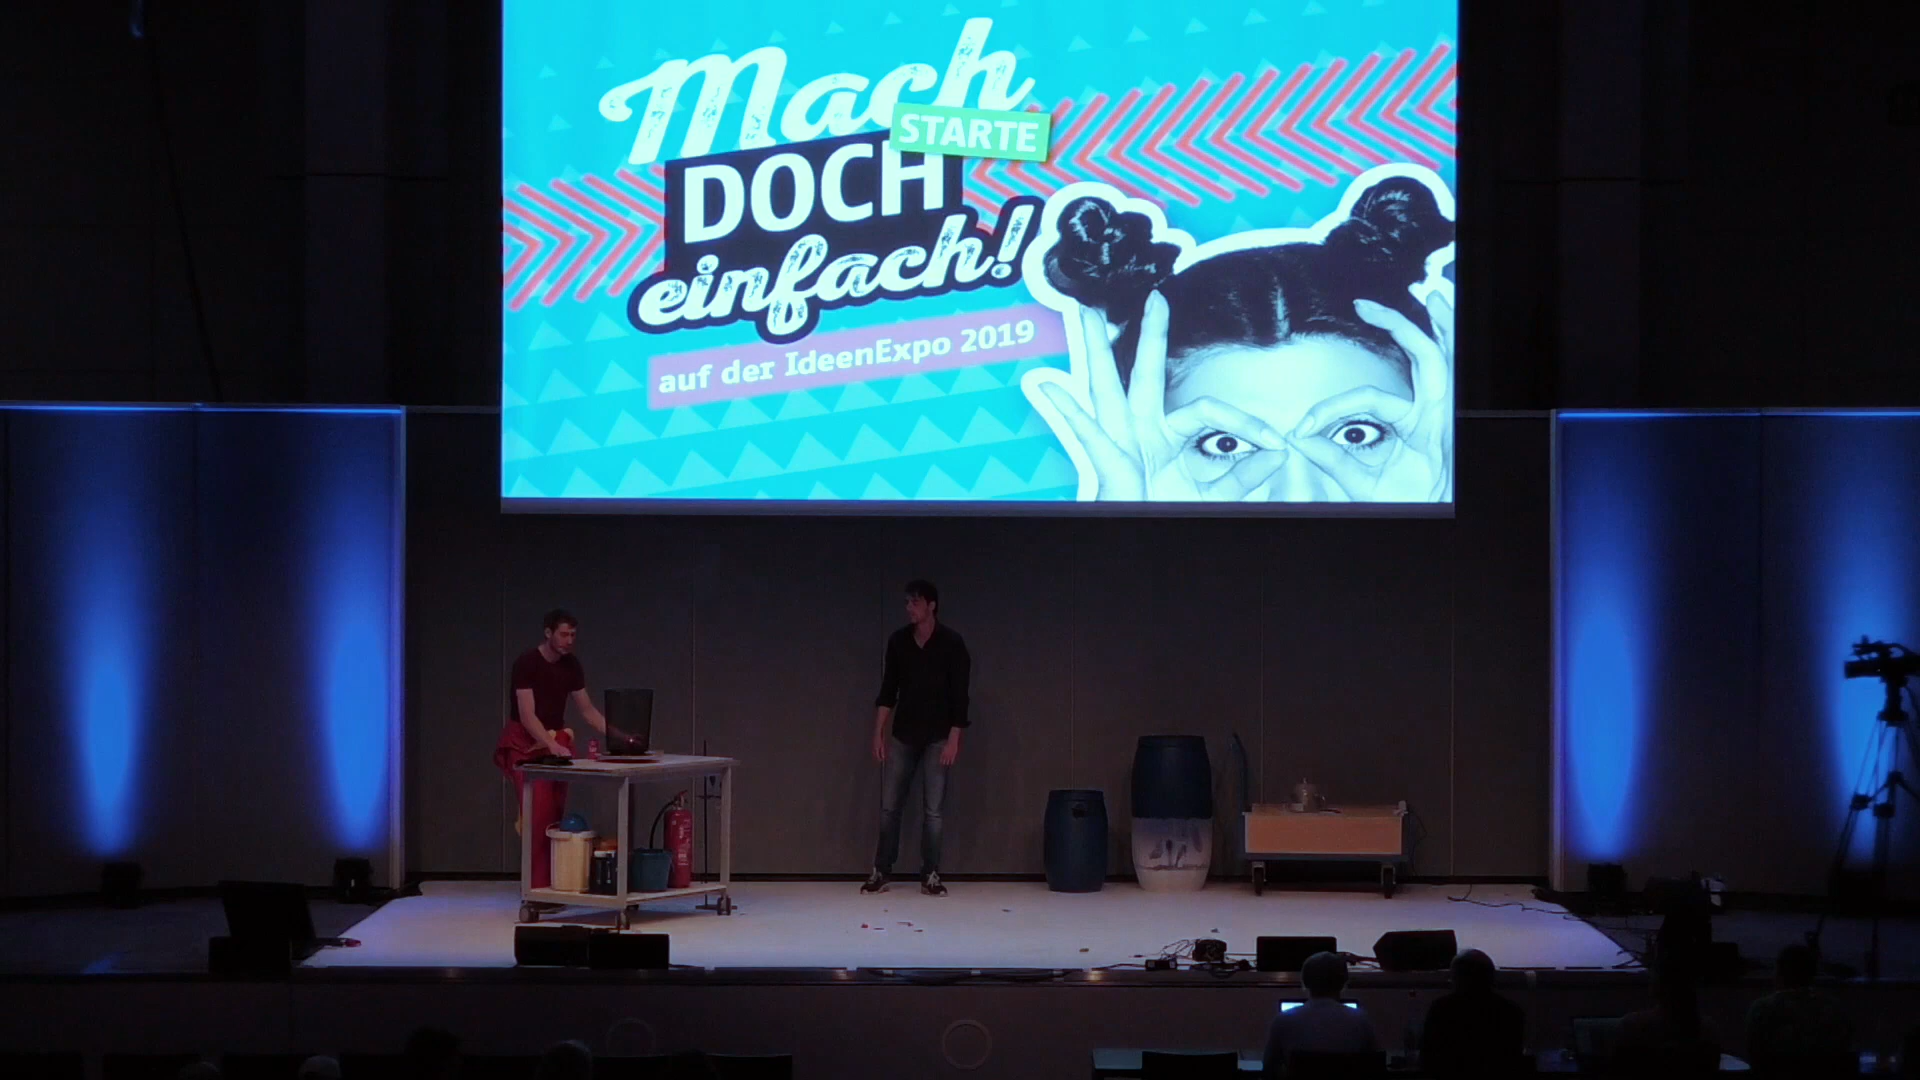 Mach
STARTE
DOCH
einfach!
auf der IdeenExpo 2019